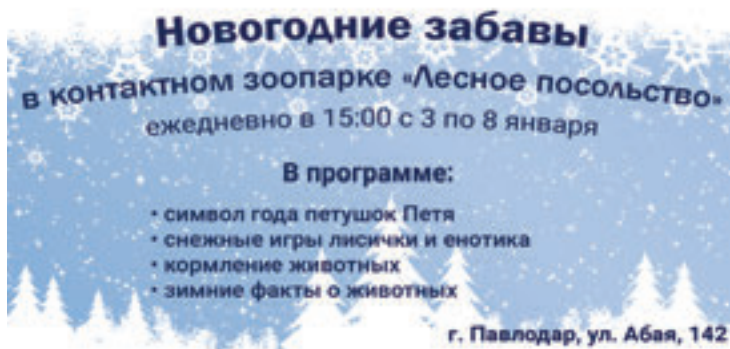 Новогодние забавы
в контактном зоопарке «Лесное посольство»
ежедневно в 15:00 с 3 по 8 января
В программе:
• символ года петушок Петя
• снежные игры лисички и енотика
• кормление животных
• зимние факты о животных
г. Павлодар, ул. Абая, 142